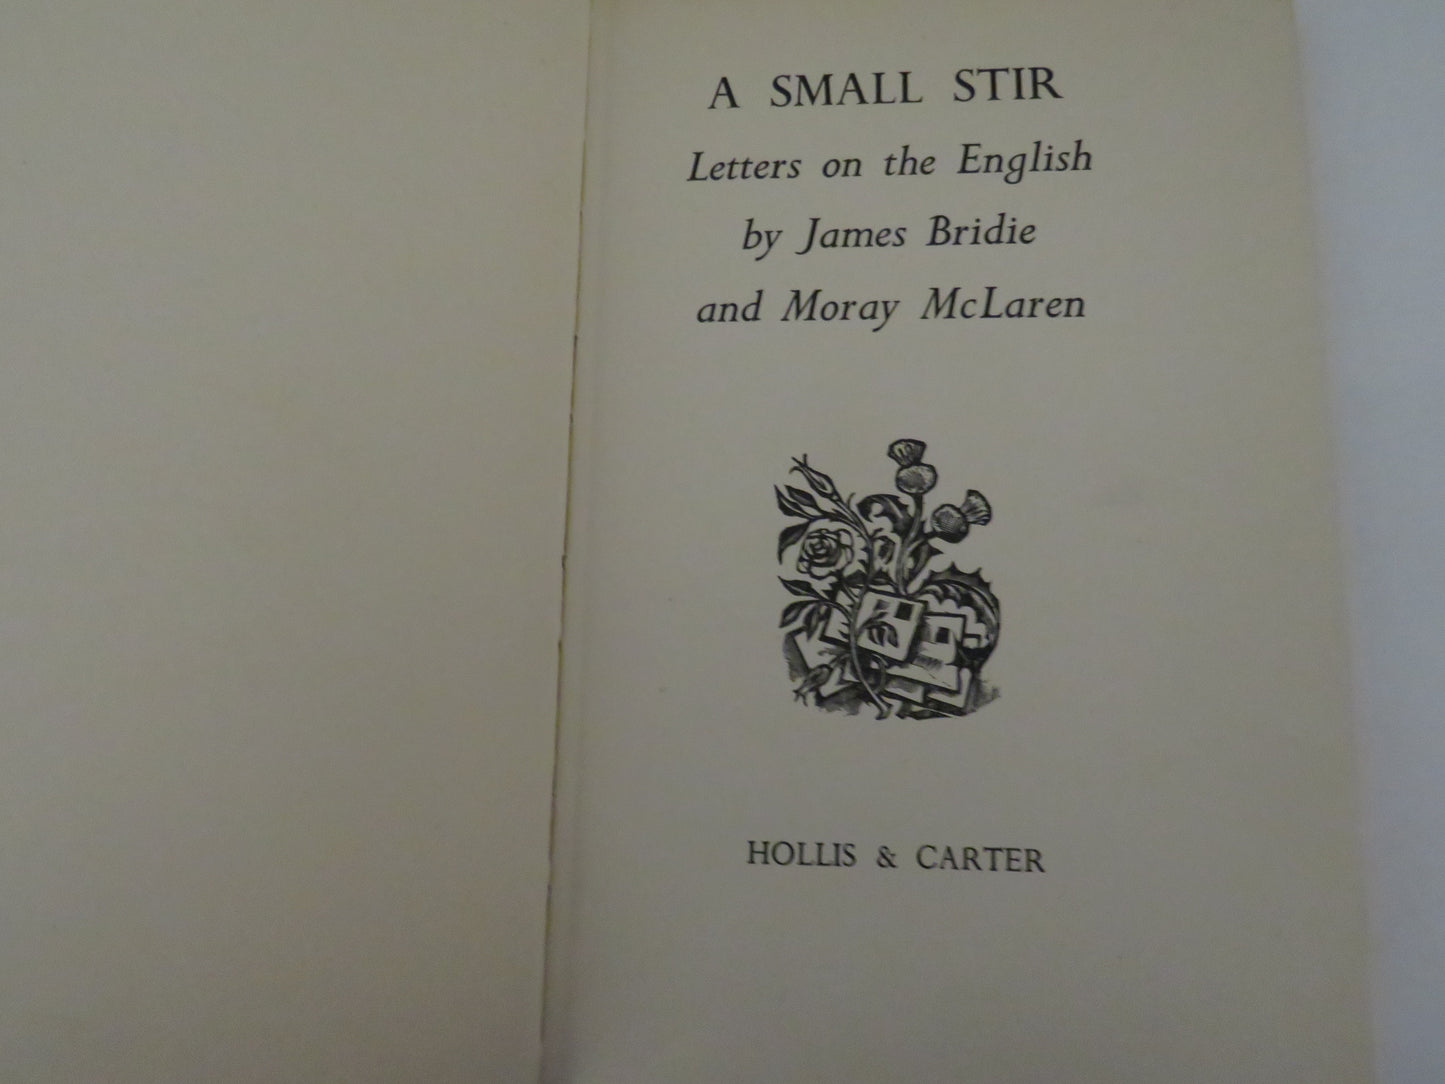 A SMALL STIR
Letters on the English
by James Bridie
and Moray McLaren
HOLLIS & CARTER